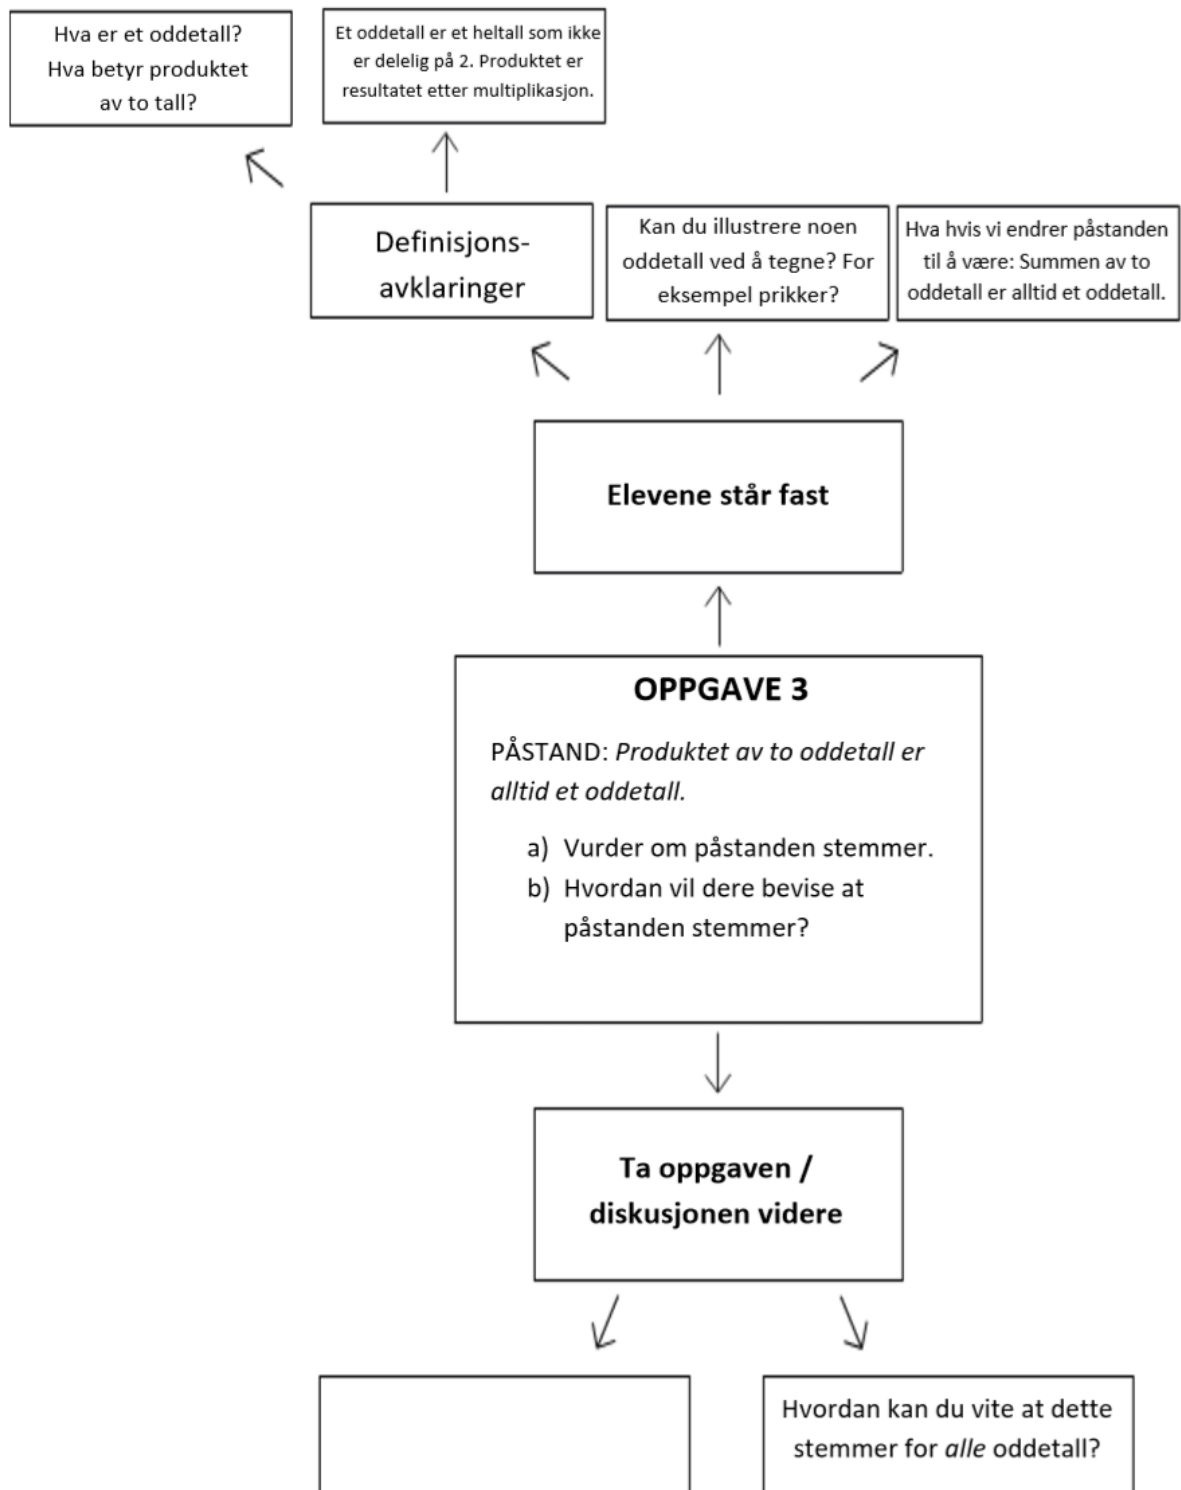 Hva er et oddetall?
Hva betyr produktet
av to tall?
Et oddetall er et heltall som ikke
er delelig på 2. Produktet er
resultatet etter multiplikasjon.
Definisjons-
avklaringer
Kan du illustrere noen
oddetall ved å tegne? For
eksempel prikker?
Hva hvis vi endrer påstanden
til å være: Summen av to
oddetall er alltid et oddetall.
Elevene står fast
OPPGAVE 3
PÅSTAND: Produktet av to oddetall er
alltid et oddetall.
a) Vurder om påstanden stemmer.
b) Hvordan vil dere bevise at
påstanden stemmer?
Ta oppgaven /
diskusjonen videre
Hvordan kan du vite at dette
stemmer for alle oddetall?